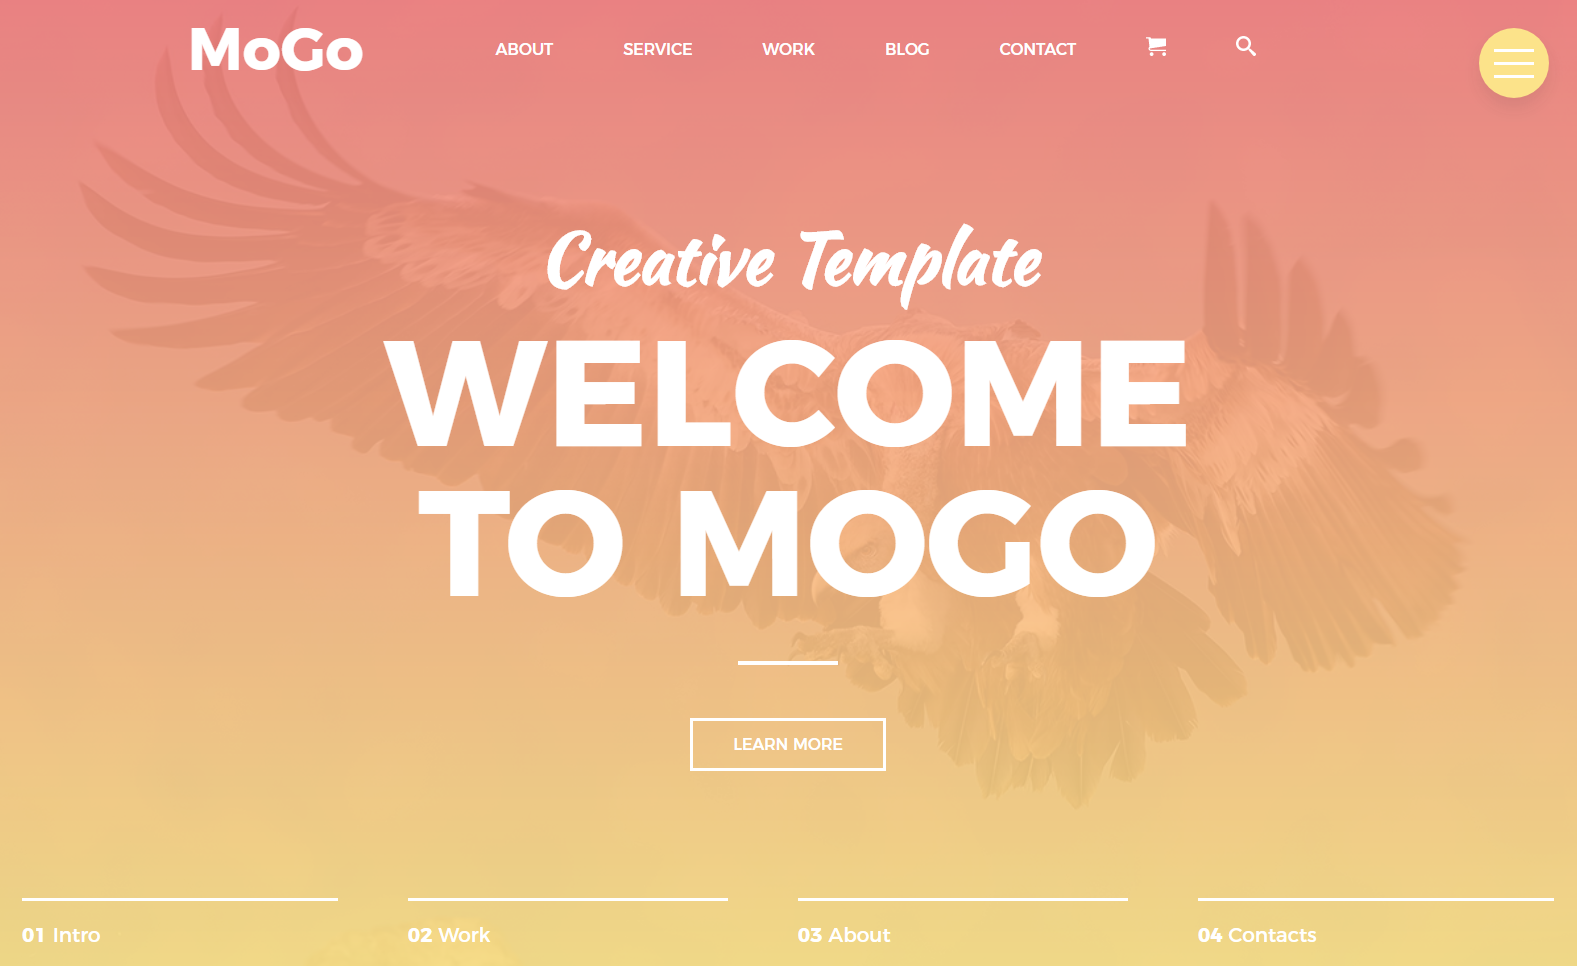 MoGo
ABOUT SERVICE WORK BLOG CONTACT
Creative Template
WELCOME
TO MOGO
LEARN MORE
01 Intro
02 Work
03 About
04 Contacts